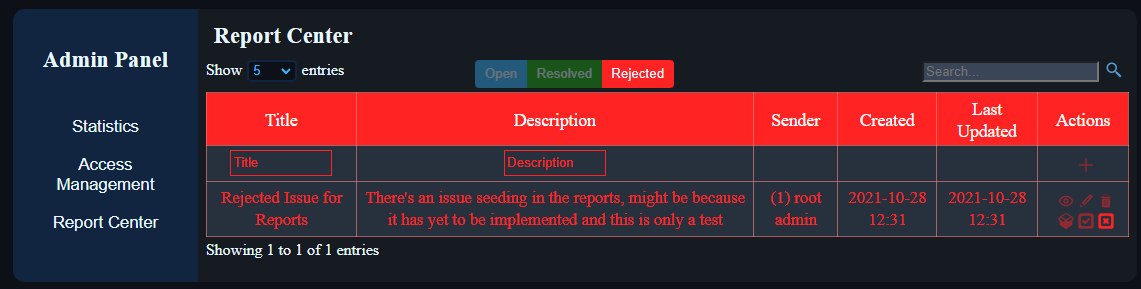 Admin Panel
Statistics
Access
Management
Report Center
Report Center
Show 5 entries
Open Resolved Rejected
Search...
Title Description Sender Created Last Updated Actions
Title Description
Rejected Issue for Reports
There's an issue seeding in the reports, might be because
it has yet to be implemented and this is only a test
(1) root
admin
2021-10-28
12:31
2021-10-28
12:31
Showing 1 to 1 of 1 entries